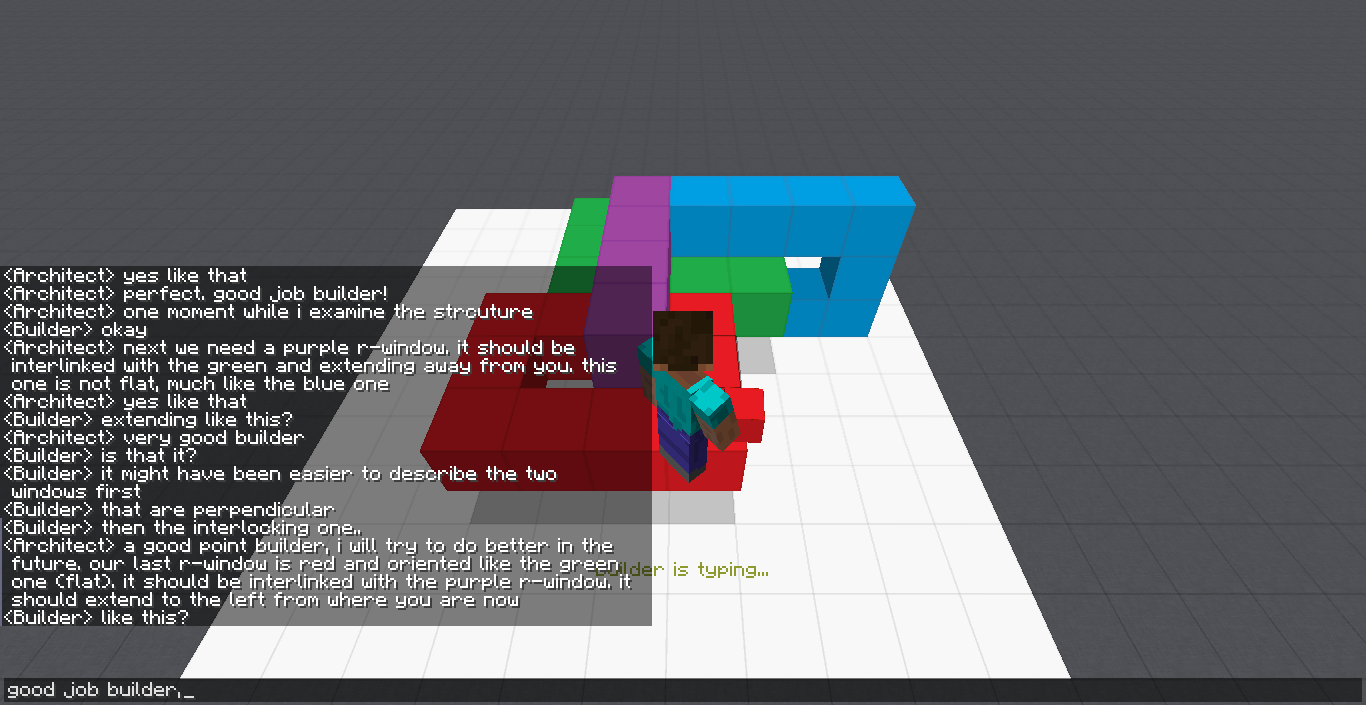 <Architect> yes like that
<Architect> perfect. good job builder!
<Architect> one moment while i examine the strcuture
<Builder> okay
<Architect> next we need a purple r-window. it should be
interlinked with the green and extending away from you. this
one is not flat, much like the blue one
<Architect> yes like that
<Builder> extending like this?
<Architect> very good builder
<Builder> is that it?
<Builder> it might have been easier to describe the two
windows first
<Builder> that are perpendicular
<Builder> then the interlocking one..
<Architect> a good point builder, i will try to do better in the
future. our last r-window is red and oriented like the green
one (flat). it should be interlinked with the purple r-window. it
should extend to the left from where you are now
<Builder> like this?
Builder is typing...
good job builder,_